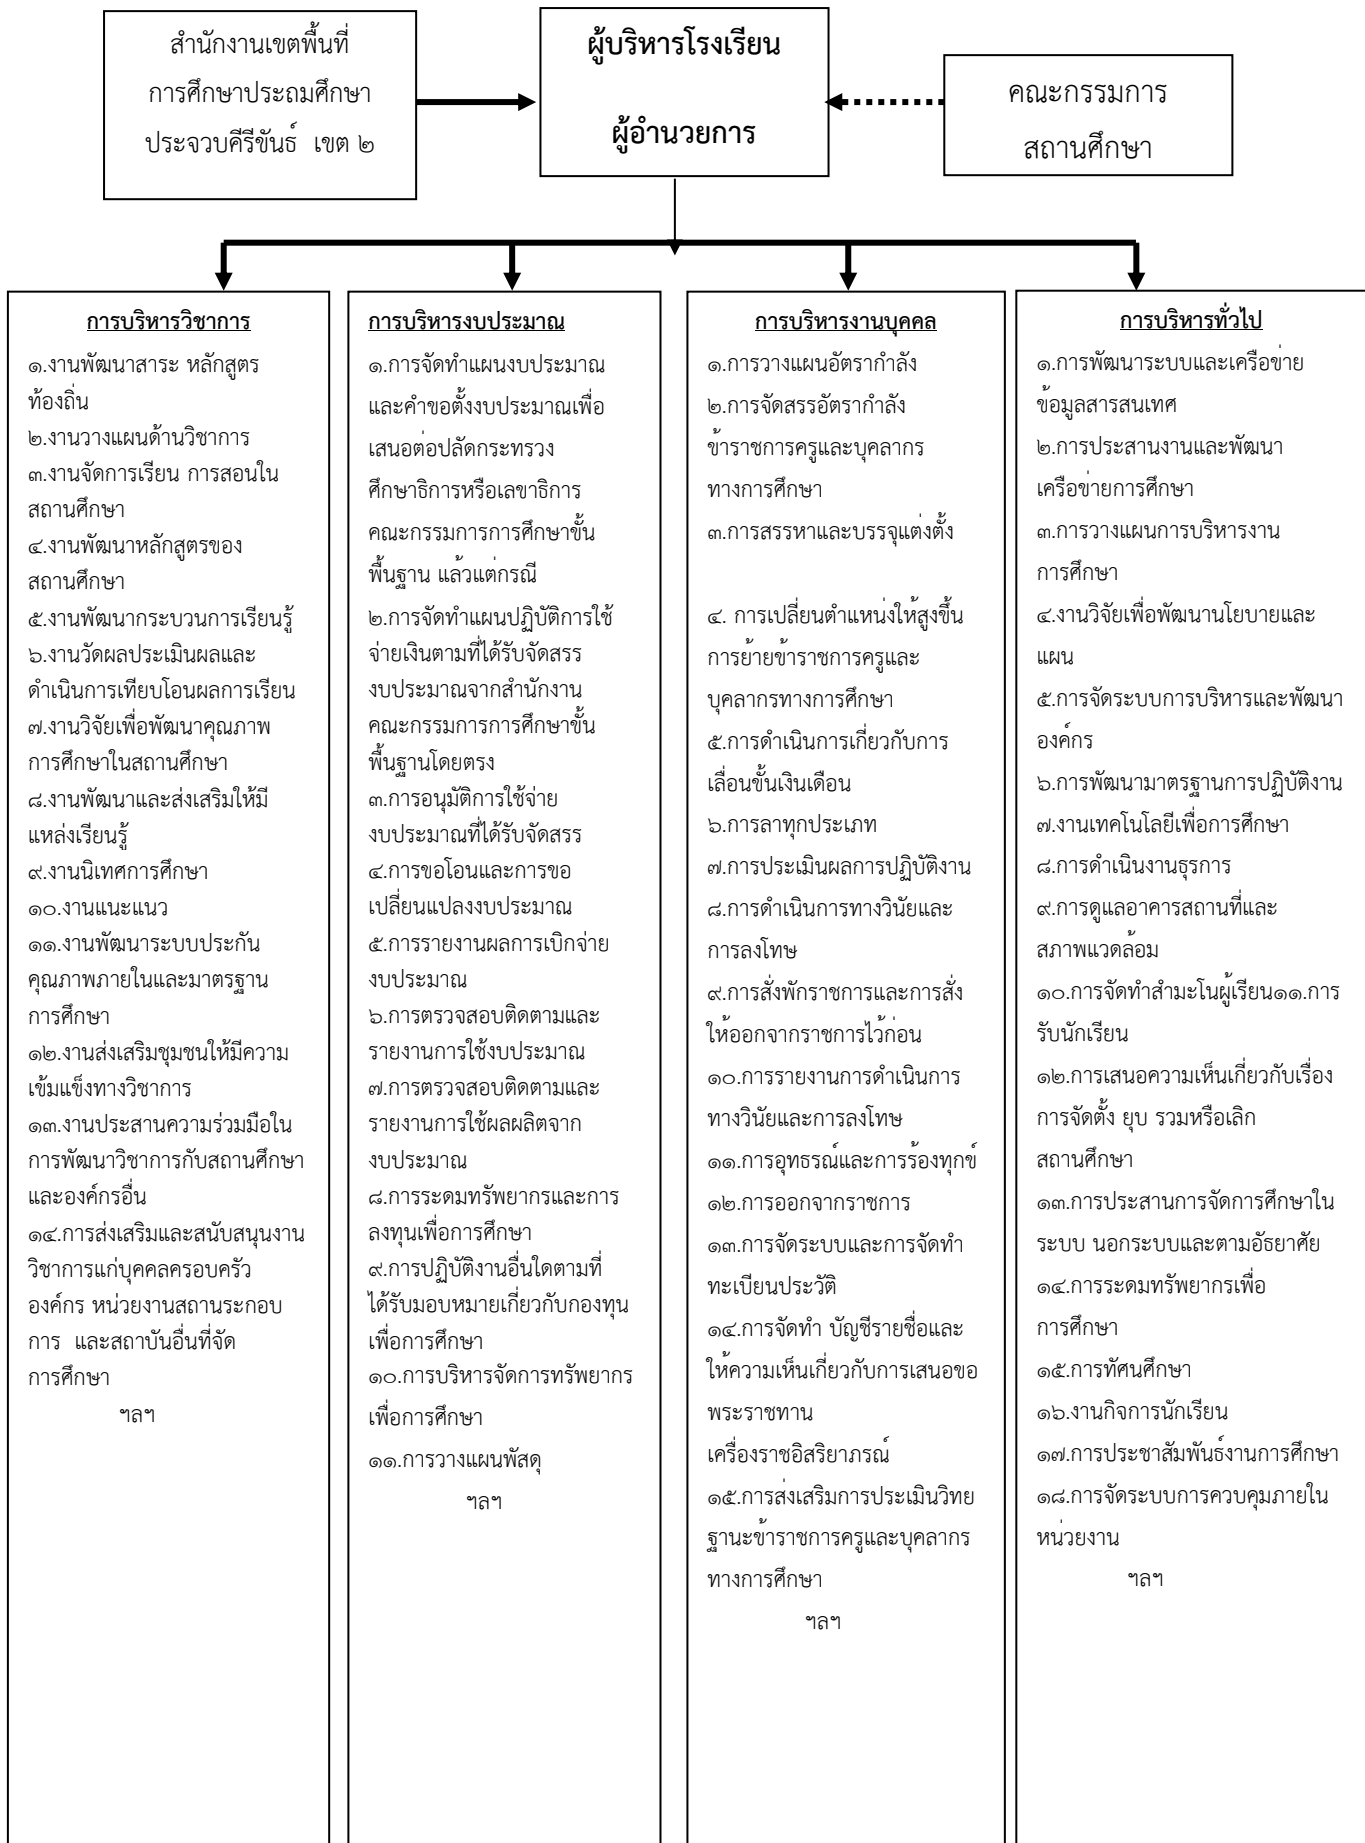 สำนักงานเขตพื้นที่
การศึกษาประถมศึกษา
ประจวบคีรีขันธ์ เขต ๒
ผู้บริหารโรงเรียน
ผู้อำนวยการ
คณะกรรมการ
สถานศึกษา
การบริหารวิชาการ
๑.งานพัฒนาสาระ หลักสูตร
ท้องถิ่น
๒.งานวางแผนด้านวิชาการ
๓.งานจัดการเรียน การสอนใน
สถานศึกษา
๔.งานพัฒนาหลักสูตรของ
สถานศึกษา
๕.งานพัฒนากระบวนการเรียนรู้
๖.งานวัดผลประเมินผลและ
ดำเนินการเทียบโอนผลการเรียน
๗.งานวิจัยเพื่อพัฒนาคุณภาพ
การศึกษาในสถานศึกษา
๘.งานพัฒนาและส่งเสริมให้มี
แหล่งเรียนรู้
๙.งานนิเทศการศึกษา
๑๐.งานแนะแนว
๑๑.งานพัฒนาระบบประกัน
คุณภาพภายในและมาตรฐาน
การศึกษา
๑๒.งานส่งเสริมชุมชนให้มีความ
เข้มแข็งทางวิชาการ
๑๓.งานประสานความร่วมมือใน
การพัฒนาวิชาการกับสถานศึกษา
และองค์กรอื่น
๑๔.การส่งเสริมและสนับสนุนงาน
วิชาการแก่บุคคลครอบครัว
องค์กร หน่วยงานสถานระกอบ
การ และสถาบันอื่นที่จัด
การศึกษา
ฯลฯ
การบริหารงบประมาณ
๑.การจัดทำแผนงบประมาณ
และคำขอตั้งงบประมาณเพื่อ
เสนอต่อปลัดกระทรวง
ศึกษาธิการหรือเลขาธิการ
คณะกรรมการการศึกษาขั้น
พื้นฐาน แล้วแต่กรณี
๒.การจัดทำแผนปฏิบัติการใช้
จ่ายเงินตามที่ได้รับจัดสรร
งบประมาณจากสำนักงาน
คณะกรรมการการศึกษาขั้น
พื้นฐานโดยตรง
๓.การอนุมัติการใช้จ่าย
งบประมาณที่ได้รับจัดสรร
๔.การขอโอนและการขอ
เปลี่ยนแปลงงบประมาณ
๕.การรายงานผลการเบิกจ่าย
งบประมาณ
๖.การตรวจสอบติดตามและ
รายงานการใช้งบประมาณ
๗.การตรวจสอบติดตามและ
รายงานการใช้ผลผลิตจาก
งบประมาณ
๘.การระดมทรัพยากรและการ
ลงทุนเพื่อการศึกษา
๙.การปฏิบัติงานอื่นใดตามที่
ได้รับมอบหมายเกี่ยวกับกองทุน
เพื่อการศึกษา
๑๐.การบริหารจัดการทรัพยากร
เพื่อการศึกษา
๑๑.การวางแผนพัสดุ
ฯลฯ
การบริหารงานบุคคล
๑.การวางแผนอัตรากำลัง
๒.การจัดสรรอัตรากำลัง
ข้าราชการครูและบุคลากร
ทางการศึกษา
๓.การสรรหาและบรรจุแต่งตั้ง
๔. การเปลี่ยนตำแหน่งให้สูงขึ้น
การย้ายข้าราชการครูและ
บุคลากรทางการศึกษา
๕.การดำเนินการเกี่ยวกับการ
เลื่อนขั้นเงินเดือน
๖.การลาทุกประเภท
๗.การประเมินผลการปฏิบัติงาน
๘.การดำเนินการทางวินัยและ
การลงโทษ
๙.การสั่งพักราชการและการสั่ง
ให้ออกจากราชการไว้ก่อน
๑๐.การรายงานการดำเนินการ
ทางวินัยและการลงโทษ
๑๑.การอุทธรณ์และการร้องทุกข์
๑๒.การออกจากราชการ
๑๓.การจัดระบบและการจัดทำ
ทะเบียนประวัติ
๑๔.การจัดทำ บัญชีรายชื่อและ
ให้ความเห็นเกี่ยวกับการเสนอขอ
พระราชทาน
เครื่องราชอิสริยาภรณ์
๑๕.การส่งเสริมการประเมินวิทย
ฐานะข้าราชการครูและบุคลากร
ทางการศึกษา
ฯลฯ
การบริหารทั่วไป
๑.การพัฒนาระบบและเครือข่าย
ข้อมูลสารสนเทศ
๒.การประสานงานและพัฒนา
เครือข่ายการศึกษา
๓.การวางแผนการบริหารงาน
การศึกษา
๔.งานวิจัยเพื่อพัฒนานโยบายและ
แผน
๕.การจัดระบบการบริหารและพัฒนา
องค์กร
๖.การพัฒนามาตรฐานการปฏิบัติงาน
๗.งานเทคโนโลยีเพื่อการศึกษา
๘.การดำเนินงานธุรการ
๙.การดูแลอาคารสถานที่และ
สภาพแวดล้อม
๑๐.การจัดทำสำมะโนผู้เรียน๑๑.การ
รับนักเรียน
๑๒.การเสนอความเห็นเกี่ยวกับเรื่อง
การจัดตั้ง ยุบ รวมหรือเลิก
สถานศึกษา
๑๓.การประสานการจัดการศึกษาใน
ระบบ นอกระบบและตามอัธยาศัย
๑๔.การระดมทรัพยากรเพื่อ
การศึกษา
๑๕.การทัศนศึกษา
๑๖.งานกิจการนักเรียน
๑๗.การประชาสัมพันธ์งานการศึกษา
๑๘.การจัดระบบการควบคุมภายใน
หน่วยงาน
ฯลฯ